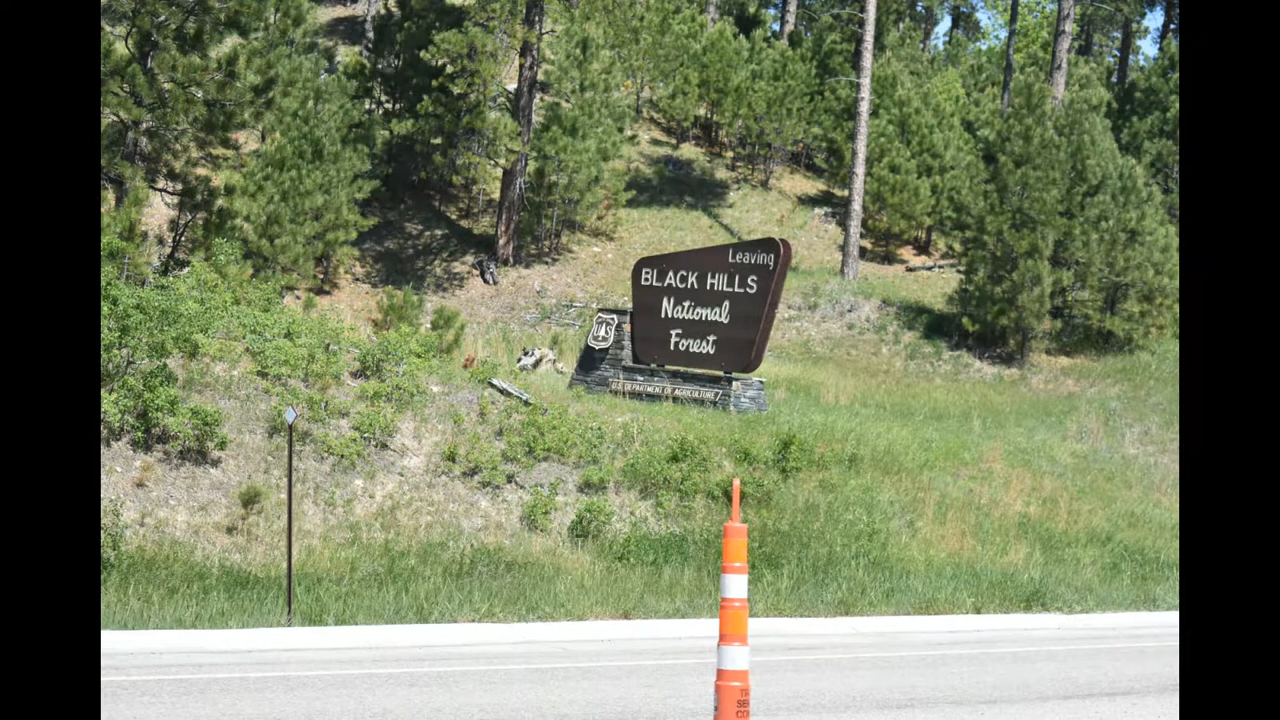 Leaving
BLACK HILLS
National
Forest
U S
U.S. DEPARTMENT OF AGRICULTURE